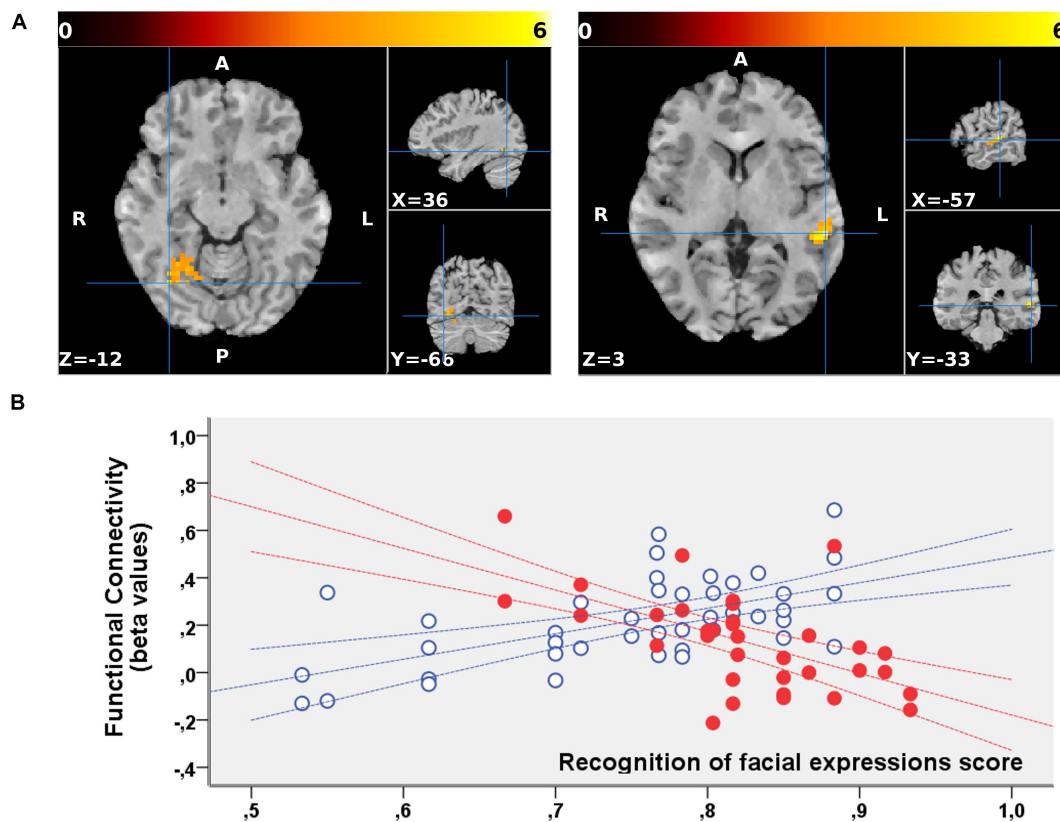 A
0 6
A
R L
P
Z=-12
X=36
Y=-66
0 6
A
R L
Z=3
X=-57
Y=-33
B
Functional Connectivity
(beta values)
1,0
,8
,6
,4
,2
,0
-,2
-,4
Recognition of facial expressions score
,5 ,6 ,7 ,8 ,9 1,0